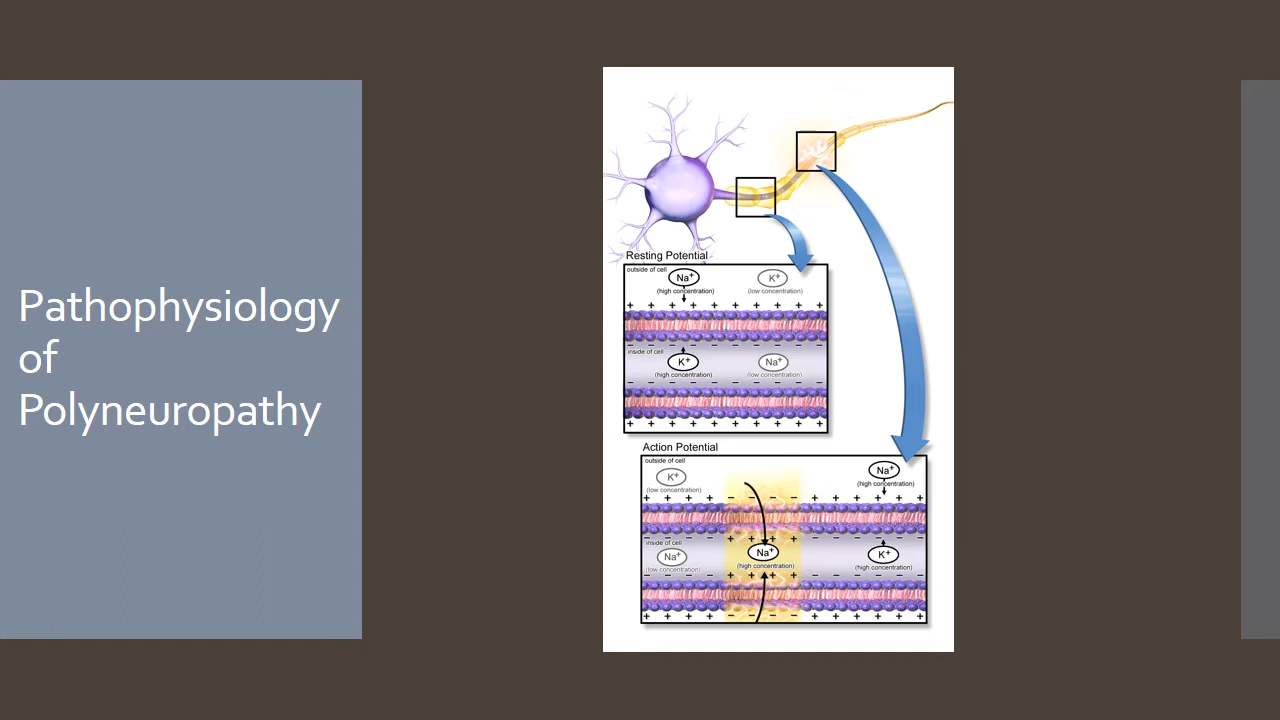 Pathophysiology
of
Polyneuropathy
Resting Potential
outside of cell
Na+ K+
(high concentration) (low concentration)
+ + + + + + + + + +
– – – – – – – – – –
inside of cell
K+ Na+
(high concentration) (low concentration)
– – – – – – – – – –
+ + + + + + + + + +
Action Potential
outside of cell
K+ Na+
(low concentration) (high concentration)
+ + + + – – – – + + + + + +
– – – – + + + + – – – – – –
inside of cell
Na+ Na+ K+
(low concentration) (high concentration) (high concentration)
– – – – + + + + – – – – – –
+ + + + – – – – + + + + + +